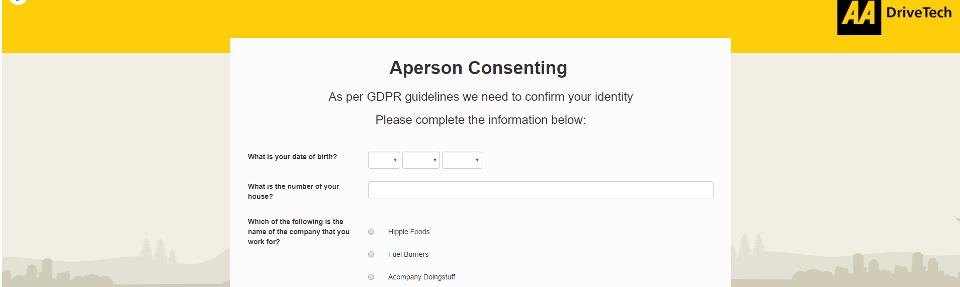 AA DriveTech
Aperson Consenting
As per GDPR guidelines we need to confirm your identity
Please complete the information below:
What is your date of birth?
What is the number of your
house?
Which of the following is the
name of the company that you
work for?
Hippie Foods
Fuel Burners
Acompany Doingstuff